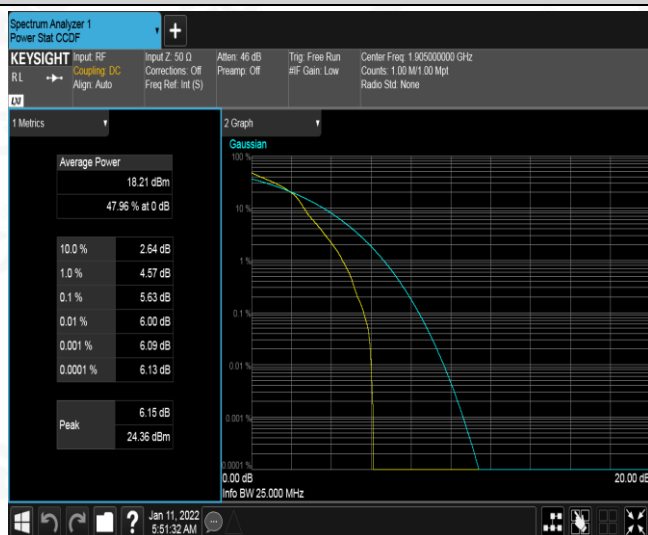 Spectrum Analyzer 1
Power Stat CCDF
+
KEYSIGHT
RL
LXI
Input: RF
Coupling: DC
Align: Auto
Input Z: 50 Ω
Corrections: Off
Freq Ref: Int (S)
Atten: 46 dB
Preamp: Off
Trig: Free Run
#IF Gain: Low
Center Freq: 1.905000000 GHz
Counts: 1.00 M/1.00 Mpt
Radio Std: None
1 Metrics
Average Power
18.21 dBm
47.96 % at 0 dB
10.0 % 2.64 dB
1.0 % 4.57 dB
0.1 % 5.63 dB
0.01 % 6.00 dB
0.001 % 6.09 dB
0.0001 % 6.13 dB
Peak
6.15 dB
24.36 dBm
2 Graph
Gaussian
100 %
10 %
1 %
0.1 %
0.01 %
0.001 %
0.0001 %
0.00 dB 20.00 dB
Info BW 25.000 MHz
?
Jan 11, 2022
5:51:32 AM